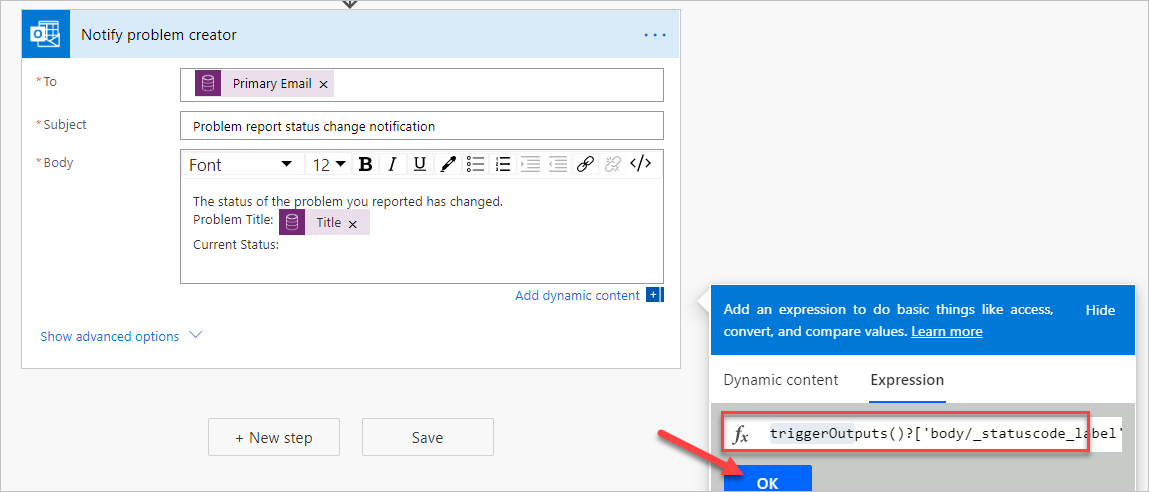 Notify problem creator
...
* To
Primary Email ×
* Subject
Problem report status change notification
* Body
Font 12 B I U </>
The status of the problem you reported has changed.
Problem Title: Title ×
Current Status:
Add dynamic content +
Show advanced options
+ New step
Save
Add an expression to do basic things like access,
convert, and compare values. Learn more
Hide
Dynamic content
Expression
fx triggerOutputs()?['body/_statuscode_label'
OK